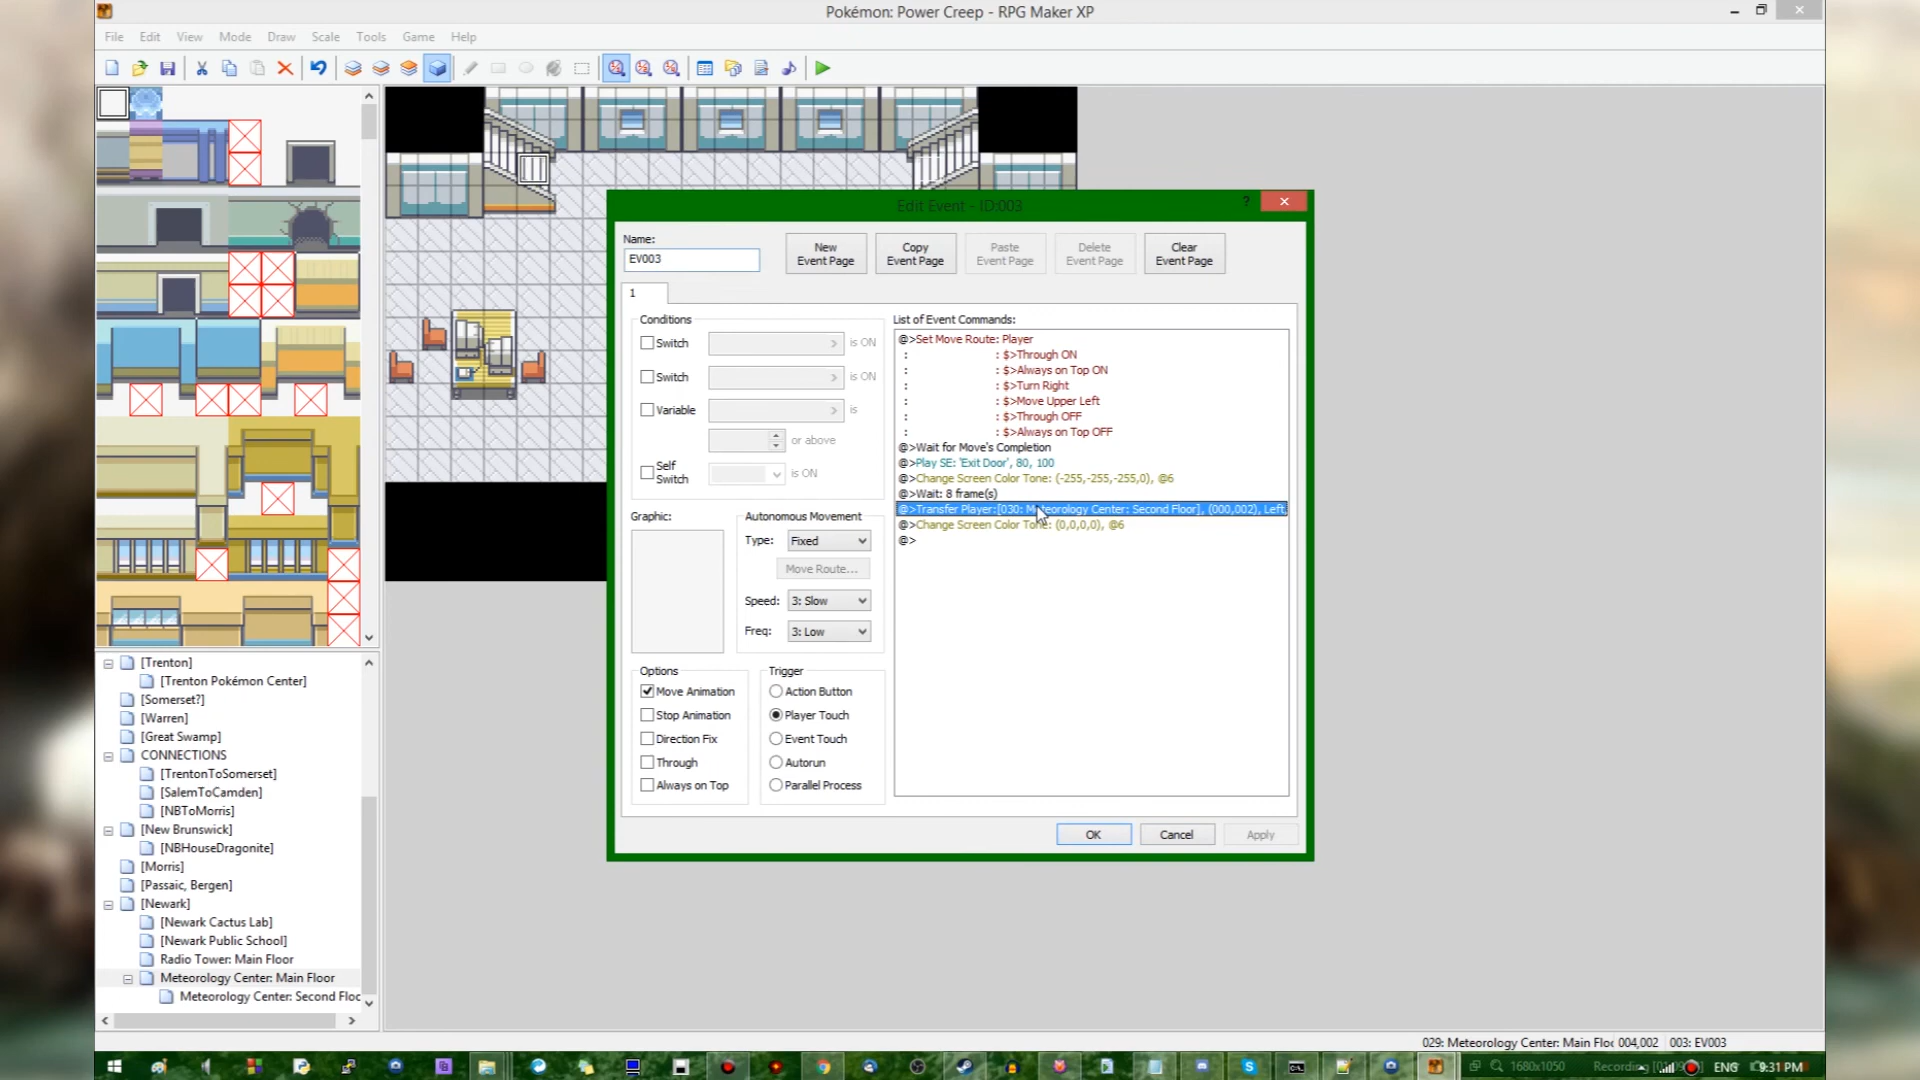 Pokémon: Power Creep - RPG Maker XP
File Edit View Mode Draw Scale Tools Game Help
Edit Event - ID:003
?
Name:
EV003
New Event Page
Copy Event Page
Paste Event Page
Delete Event Page
Clear Event Page
1
Conditions
Switch is ON
Switch is ON
Variable is
or above
Self Switch is ON
Graphic:
Autonomous Movement
Type: Fixed
Move Route...
Speed: 3: Slow
Freq: 3: Low
Options
Move Animation
Stop Animation
Direction Fix
Through
Always on Top
Trigger
Action Button
Player Touch
Event Touch
Autorun
Parallel Process
List of Event Commands:
@>Set Move Route: Player
: : $>Through ON
: : $>Always on Top ON
: : $>Turn Right
: : $>Move Upper Left
: : $>Through OFF
: : $>Always on Top OFF
@>Wait for Move's Completion
@>Play SE: 'Exit Door', 80, 100
@>Change Screen Color Tone: (-255,-255,-255,0), @6
@>Wait: 8 frame(s)
@>Transfer Player:[030: Meteorology Center: Second Floor], (000,002), Left
@>Change Screen Color Tone: (0,0,0,0), @6
@>
OK Cancel Apply
[Trenton]
[Trenton Pokémon Center]
[Somerset?]
[Warren]
[Great Swamp]
CONNECTIONS
[TrentonToSomerset]
[SalemToCamden]
[NBToMorris]
[New Brunswick]
[NBHouseDragonite]
[Morris]
[Passaic, Bergen]
[Newark]
[Newark Cactus Lab]
[Newark Public School]
Radio Tower: Main Floor
Meteorology Center: Main Floor
Meteorology Center: Second Floo
029: Meteorology Center: Main Floo 004,002 003: EV003
1680x1050 Recording ENG 9:31 PM